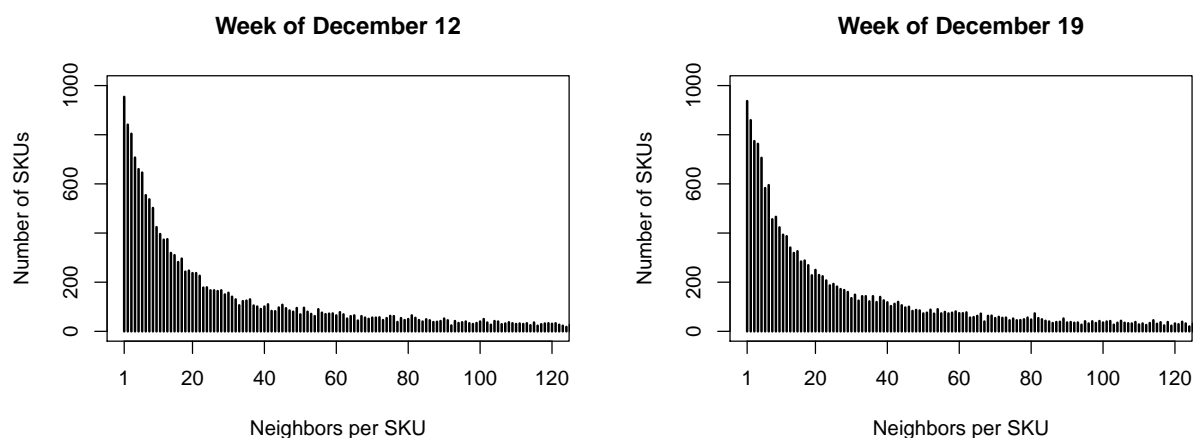 Week of December 12
Number of SKUs
1000
600
200
0
1 20 40 60 80 100 120
Neighbors per SKU
Week of December 19
Number of SKUs
1000
600
200
0
1 20 40 60 80 100 120
Neighbors per SKU